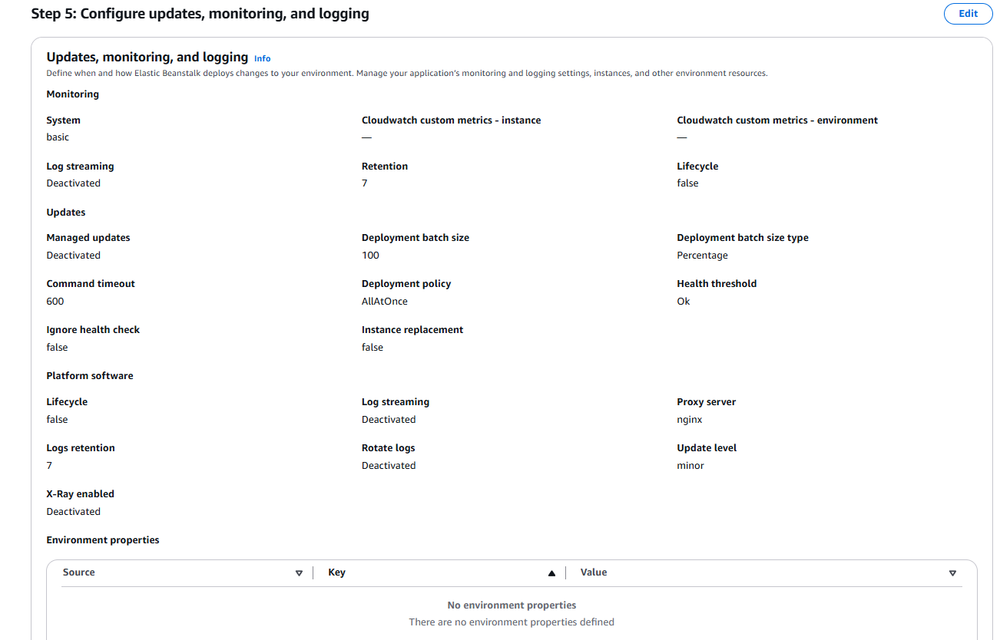 Step 5: Configure updates, monitoring, and logging
Edit
Updates, monitoring, and logging Info
Define when and how Elastic Beanstalk deploys changes to your environment. Manage your application's monitoring and logging settings, instances, and other environment resources.
Monitoring
System Cloudwatch custom metrics - instance Cloudwatch custom metrics - environment
basic — —
Log streaming Retention Lifecycle
Deactivated 7 false
Updates
Managed updates Deployment batch size Deployment batch size type
Deactivated 100 Percentage
Command timeout Deployment policy Health threshold
600 AllAtOnce Ok
Ignore health check Instance replacement
false false
Platform software
Lifecycle Log streaming Proxy server
false Deactivated nginx
Logs retention Rotate logs Update level
7 Deactivated minor
X-Ray enabled
Deactivated
Environment properties
Source Key Value
No environment properties
There are no environment properties defined